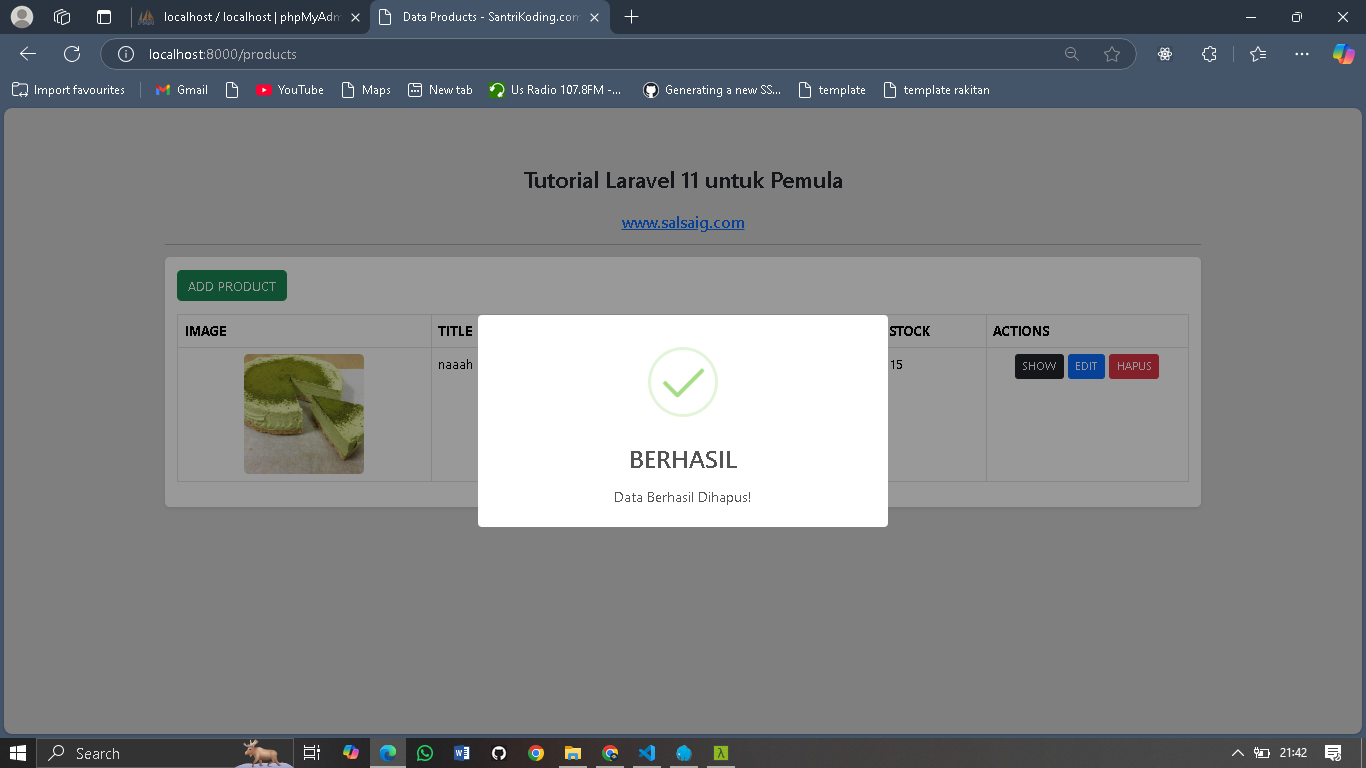 localhost / localhost | phpMyAdm
Data Products - SantriKoding.com
localhost:8000/products
Import favourites
Gmail
YouTube
Maps
New tab
Us Radio 107.8FM -...
Generating a new SS...
template
template rakitan
Tutorial Laravel 11 untuk Pemula
www.salsaig.com
ADD PRODUCT
IMAGE TITLE STOCK ACTIONS
naaah 15 SHOW EDIT HAPUS
BERHASIL
Data Berhasil Dihapus!
Search
21:42